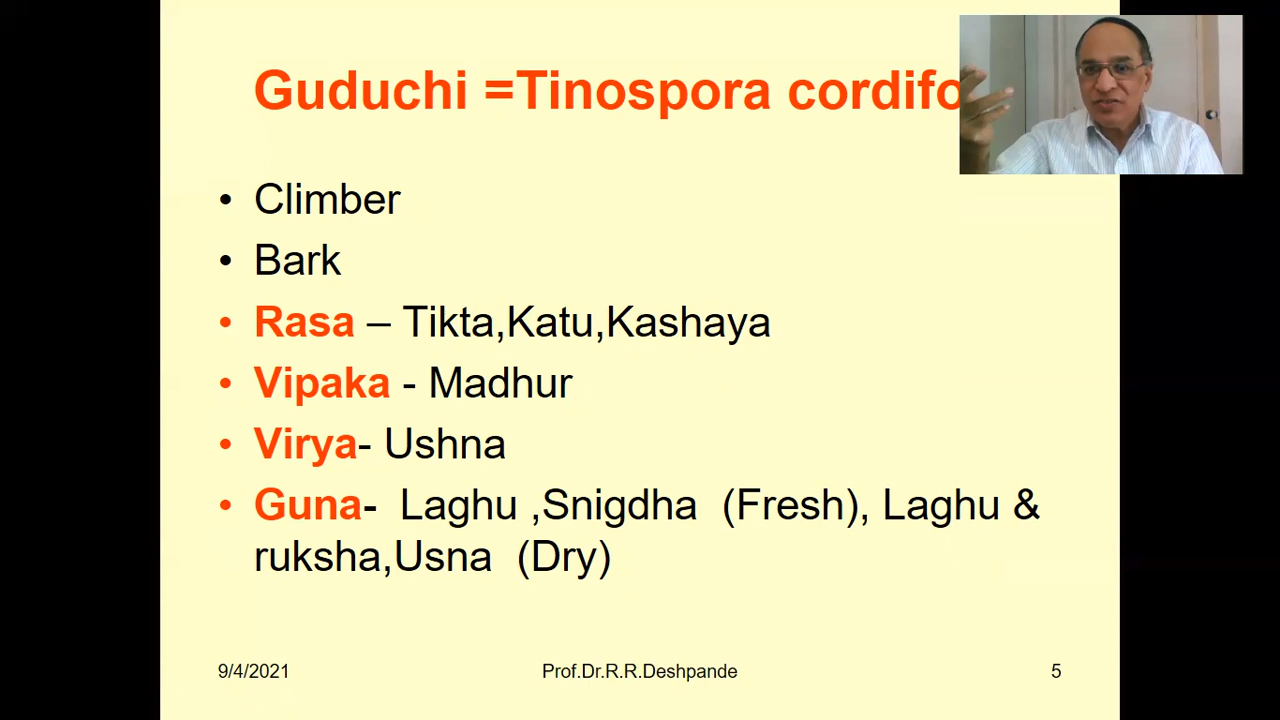 Guduchi =Tinospora
• Climber
• Bark
• Rasa – Tikta,Katu,Kashaya
• Vipaka - Madhur
• Virya- Ushna
• Guna- Laghu ,Snigdha (Fresh), Laghu &
ruksha,Usna (Dry)
9/4/2021 Prof.Dr.R.R.Deshpande 5